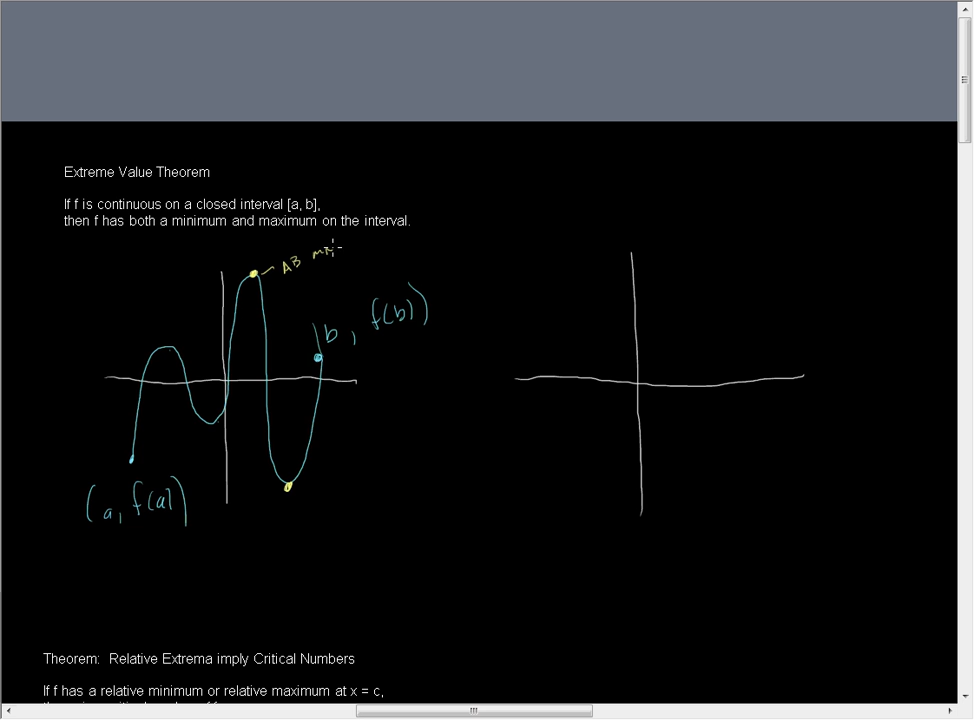 Extreme Value Theorem
If f is continuous on a closed interval [a, b],
then f has both a minimum and maximum on the interval.
AB
b, f(b))
(a, f(a))
Theorem: Relative Extrema imply Critical Numbers
If f has a relative minimum or relative maximum at x = c,